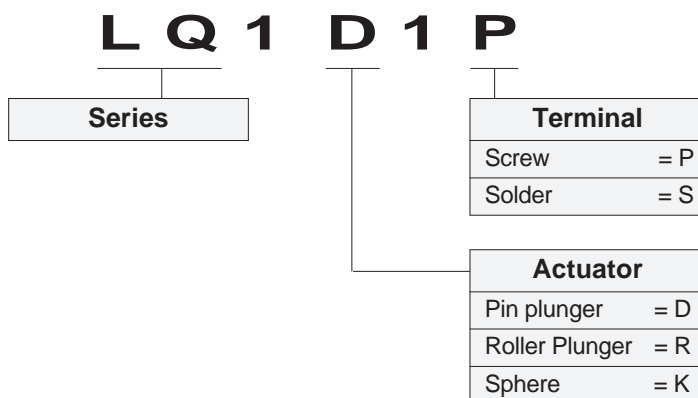 L Q 1 D 1 P
Series
Terminal
Screw = P
Solder = S
Actuator
Pin plunger = D
Roller Plunger = R
Sphere = K